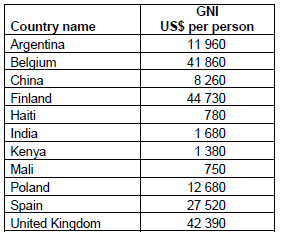 GNI
Country name US$ per person
Argentina 11 960
Belgium 41 860
China 8 260
Finland 44 730
Haiti 780
India 1 680
Kenya 1 380
Mali 750
Poland 12 680
Spain 27 520
United Kingdom 42 390